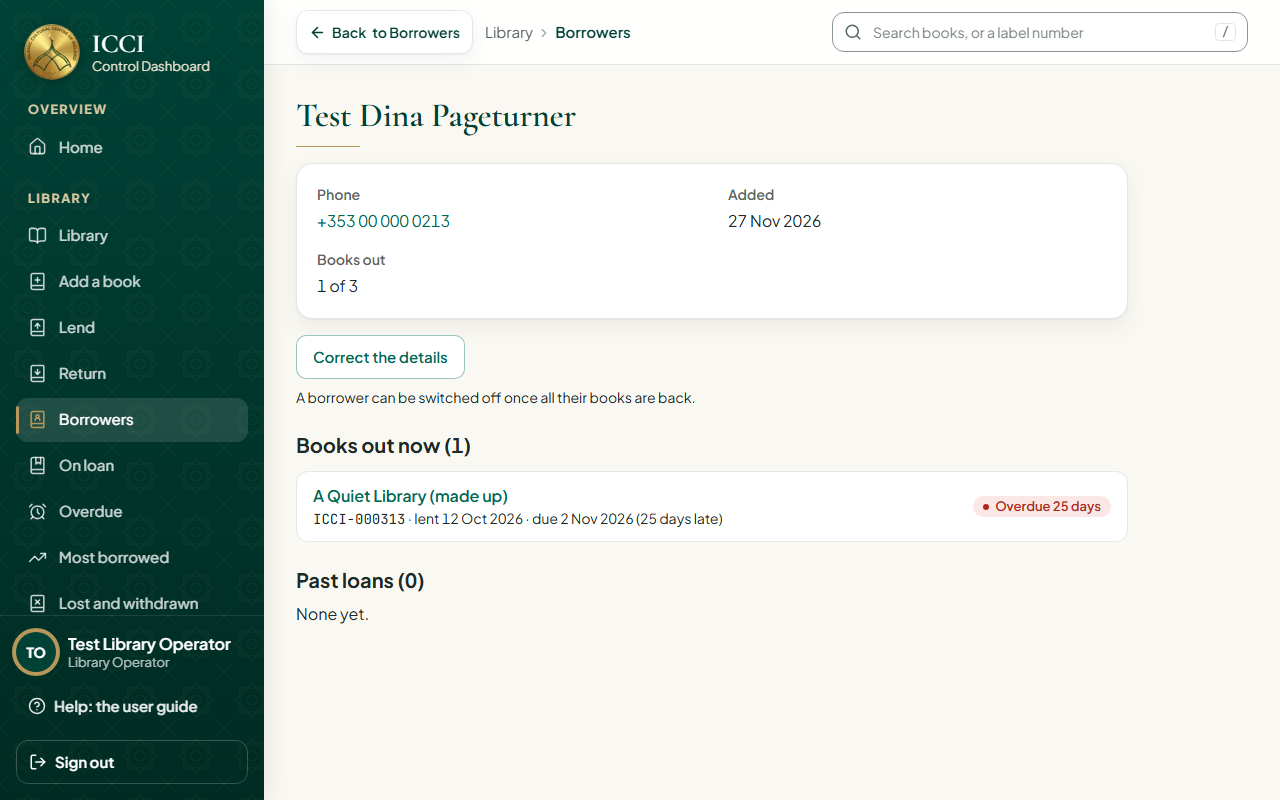 ICCI
Control Dashboard
OVERVIEW
Home
LIBRARY
Library
Add a book
Lend
Return
Borrowers
On loan
Overdue
Most borrowed
Lost and withdrawn
TO
Test Library Operator
Library Operator
Help: the user guide
Sign out
Back to Borrowers
Library › Borrowers
Search books, or a label number
/
Test Dina Pageturner
Phone
+353 00 000 0213
Added
27 Nov 2026
Books out
1 of 3
Correct the details
A borrower can be switched off once all their books are back.
Books out now (1)
A Quiet Library (made up)
ICCI-000313 · lent 12 Oct 2026 · due 2 Nov 2026 (25 days late)
Overdue 25 days
Past loans (0)
None yet.